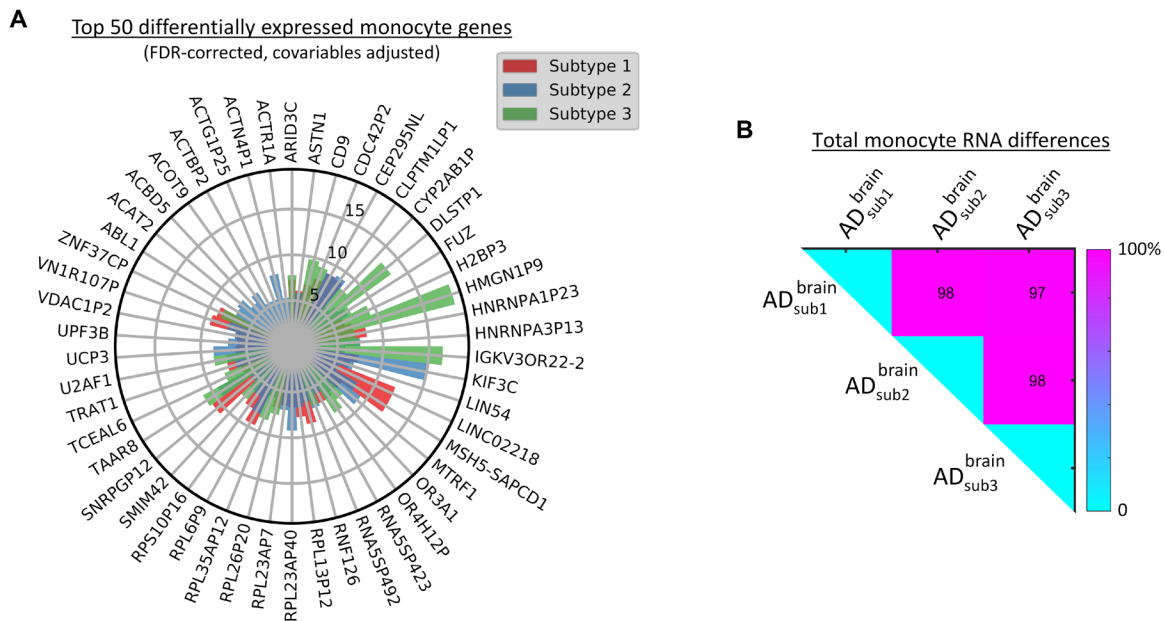 A
Top 50 differentially expressed monocyte genes
(FDR-corrected, covariables adjusted)
Subtype 1
Subtype 2
Subtype 3
ARID3C
ASTN1
CD9
CDC42P2
CEP295NL
CLPTM1LP1
CYP2AB1P
DLSTP1
FUZ
H2BP3
HMGN1P9
HNRNPA1P23
HNRNPA3P13
IGKV3OR22-2
KIF3C
LIN54
LINC02218
MSH5-SAPCD1
MTRF1
OR3A1
OR4H12P
RNA5SP423
RNA5SP492
RNF126
RPL13P12
RPL23AP40
RPL23AP7
RPL26P20
RPL35AP12
RPL6P9
RPS10P16
SMIM42
SNRPGP12
TAAR8
TCEAL6
TRAT1
U2AF1
UCP3
UPF3B
VDAC1P2
VN1R107P
ZNF37CP
ABL1
ACAT2
ACBD5
ACOT9
ACTBP2
ACTG1P25
ACTN4P1
ACTR1A
15
10
5
B
Total monocyte RNA differences
AD brain sub1
AD brain sub2
AD brain sub3
AD brain sub1
98
97
AD brain sub2
98
AD brain sub3
100%
0